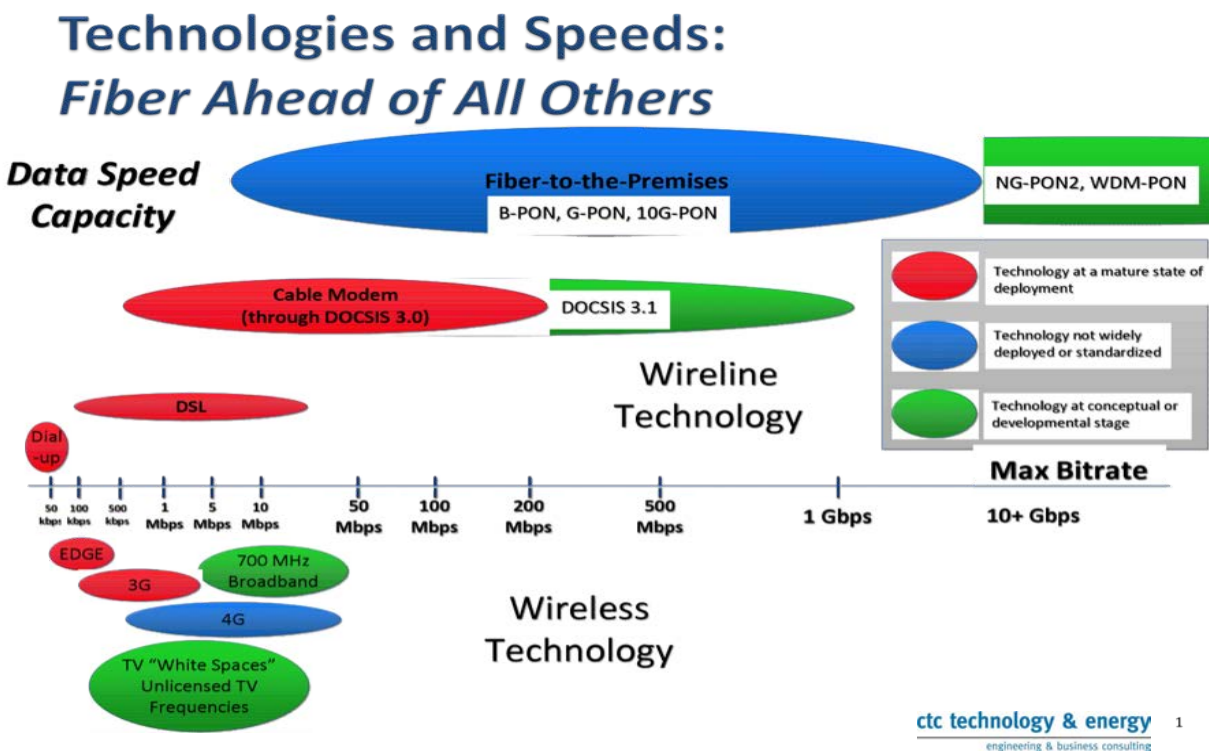 Technologies and Speeds:
Fiber Ahead of All Others
Data Speed
Capacity
Fiber-to-the-Premises
B-PON, G-PON, 10G-PON
NG-PON2, WDM-PON
Cable Modem
(through DOCSIS 3.0)
DOCSIS 3.1
Technology at a mature state of
deployment
Technology not widely
deployed or standardized
Technology at conceptual or
developmental stage
Wireline
Technology
DSL
Dial
-up
Max Bitrate
50
kbps
100
kbps
500
kbps
1
Mbps
5
Mbps
10
Mbps
50
Mbps
100
Mbps
200
Mbps
500
Mbps
1 Gbps
10+ Gbps
EDGE
3G
700 MHz
Broadband
4G
TV “White Spaces”
Unlicensed TV
Frequencies
Wireless
Technology
ctc technology & energy
engineering & business consulting
1